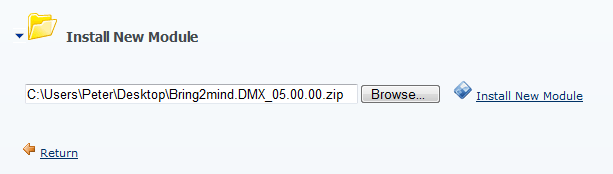 Install New Module
C:\Users\Peter\Desktop\Bring2mind.DMX_05.00.00.zip Browse... Install New Module
Return